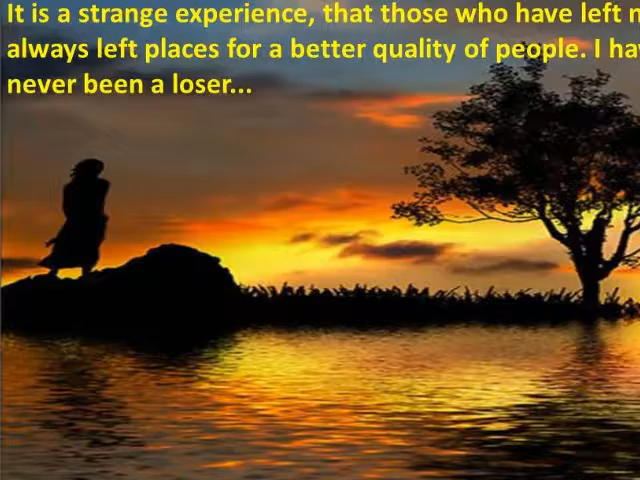 It is a strange experience, that those who have left
always left places for a better quality of people. I
never been a loser...